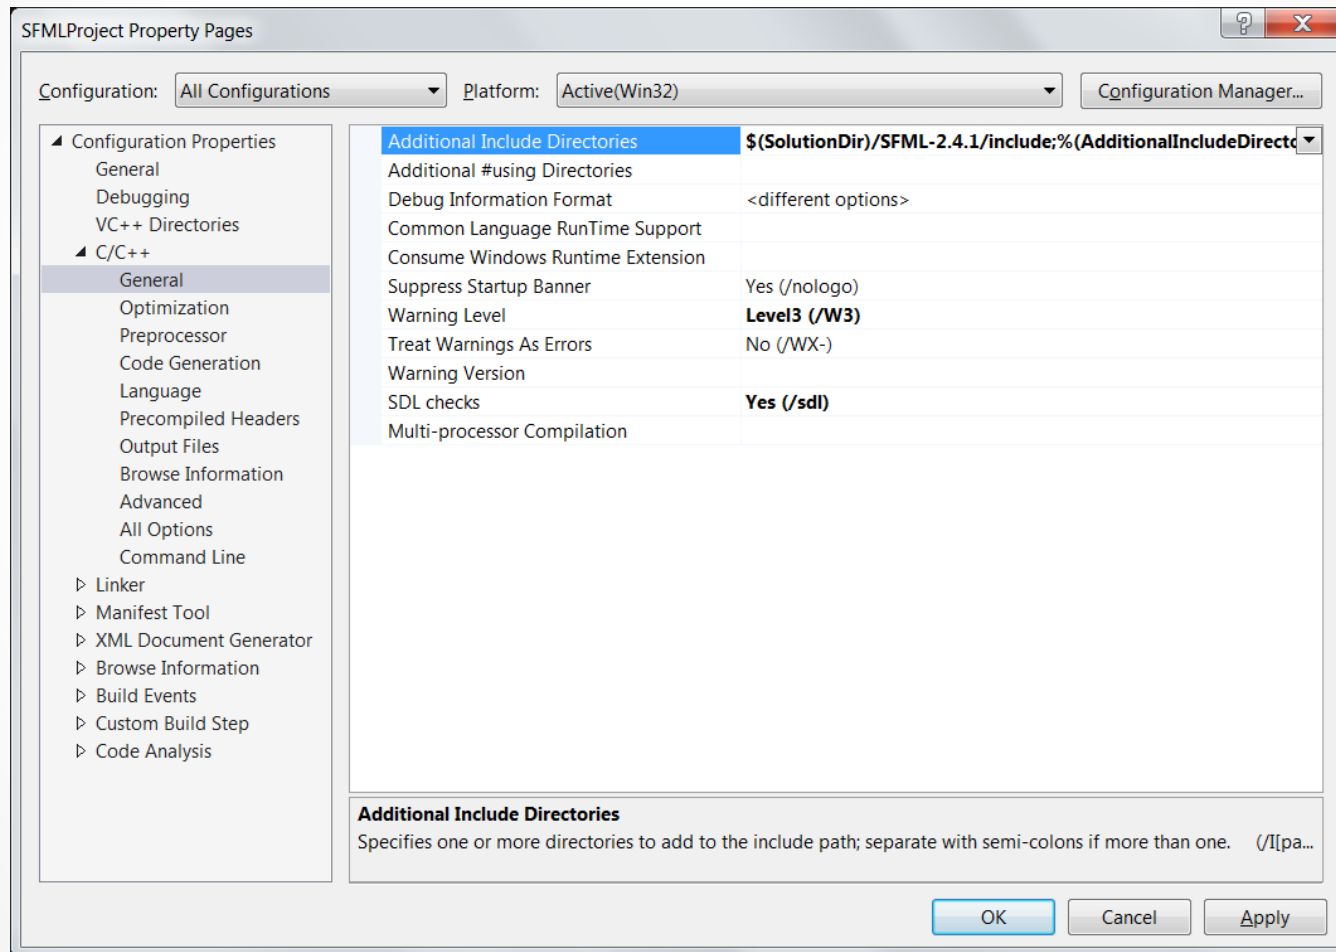 SFMLProject Property Pages
Configuration: All Configurations Platform: Active(Win32) Configuration Manager...
Configuration Properties
General
Debugging
VC++ Directories
C/C++
General
Optimization
Preprocessor
Code Generation
Language
Precompiled Headers
Output Files
Browse Information
Advanced
All Options
Command Line
Linker
Manifest Tool
XML Document Generator
Browse Information
Build Events
Custom Build Step
Code Analysis
Additional Include Directories $(SolutionDir)/SFML-2.4.1/include;%(AdditionalIncludeDirecto
Additional #using Directories
Debug Information Format <different options>
Common Language RunTime Support
Consume Windows Runtime Extension
Suppress Startup Banner Yes (/nologo)
Warning Level Level3 (/W3)
Treat Warnings As Errors No (/WX-)
Warning Version
SDL checks Yes (/sdl)
Multi-processor Compilation
Additional Include Directories
Specifies one or more directories to add to the include path; separate with semi-colons if more than one. (/I[pa...
OK Cancel Apply